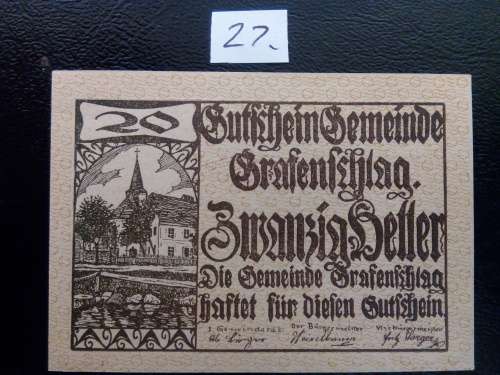 27.
20
Gutschein Gemeinde
Grafenschlag.
Zwanzig Heller
Die Gemeinde Grafenschlag
haftet für diesen Gutschein.
Der Bürgermeister